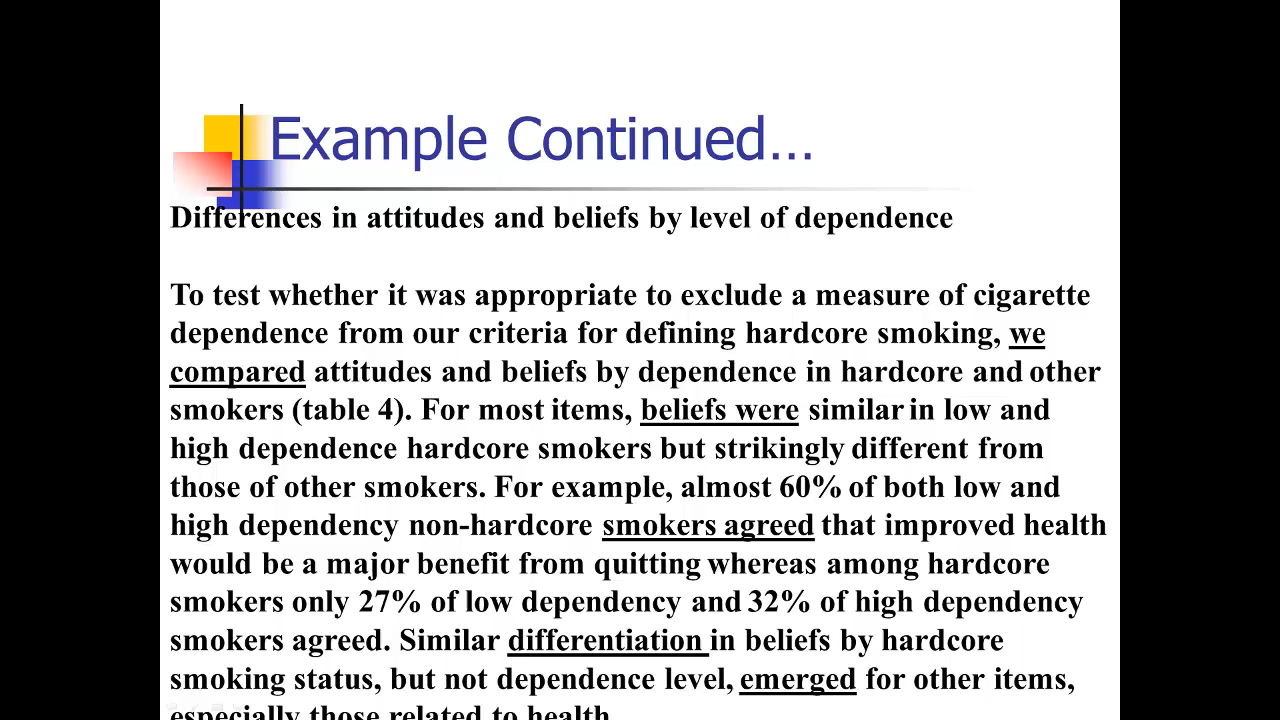 Example Continued…
Differences in attitudes and beliefs by level of dependence
To test whether it was appropriate to exclude a measure of cigarette
dependence from our criteria for defining hardcore smoking, we
compared attitudes and beliefs by dependence in hardcore and other
smokers (table 4). For most items, beliefs were similar in low and
high dependence hardcore smokers but strikingly different from
those of other smokers. For example, almost 60% of both low and
high dependency non-hardcore smokers agreed that improved health
would be a major benefit from quitting whereas among hardcore
smokers only 27% of low dependency and 32% of high dependency
smokers agreed. Similar differentiation in beliefs by hardcore
smoking status, but not dependence level, emerged for other items,
especially those related to health